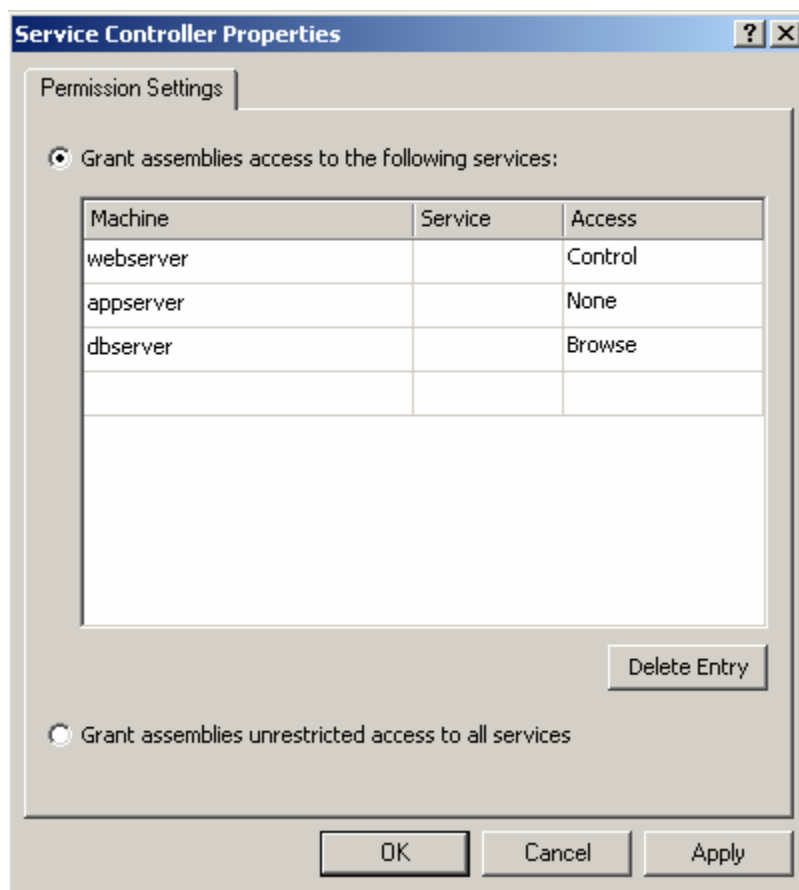 Service Controller Properties
Permission Settings
Grant assemblies access to the following services:
Machine Service Access
webserver Control
appserver None
dbserver Browse
Delete Entry
Grant assemblies unrestricted access to all services
OK Cancel Apply